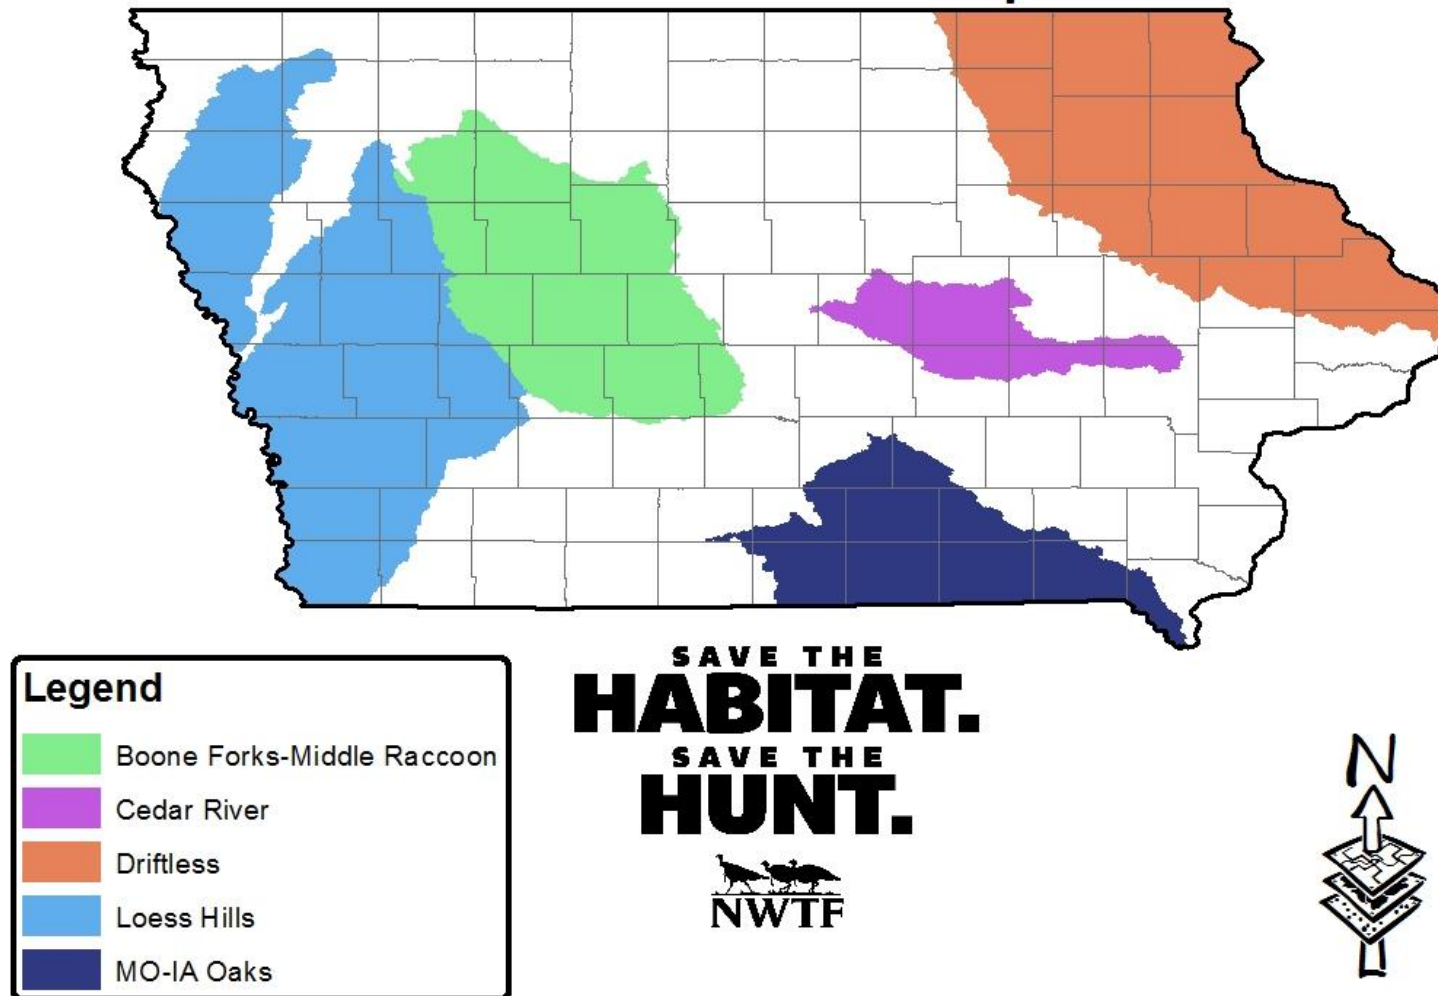 Legend
Boone Forks-Middle Raccoon
Cedar River
Driftless
Loess Hills
MO-IA Oaks
SAVE THE
HABITAT.
SAVE THE
HUNT.
NWTF
N